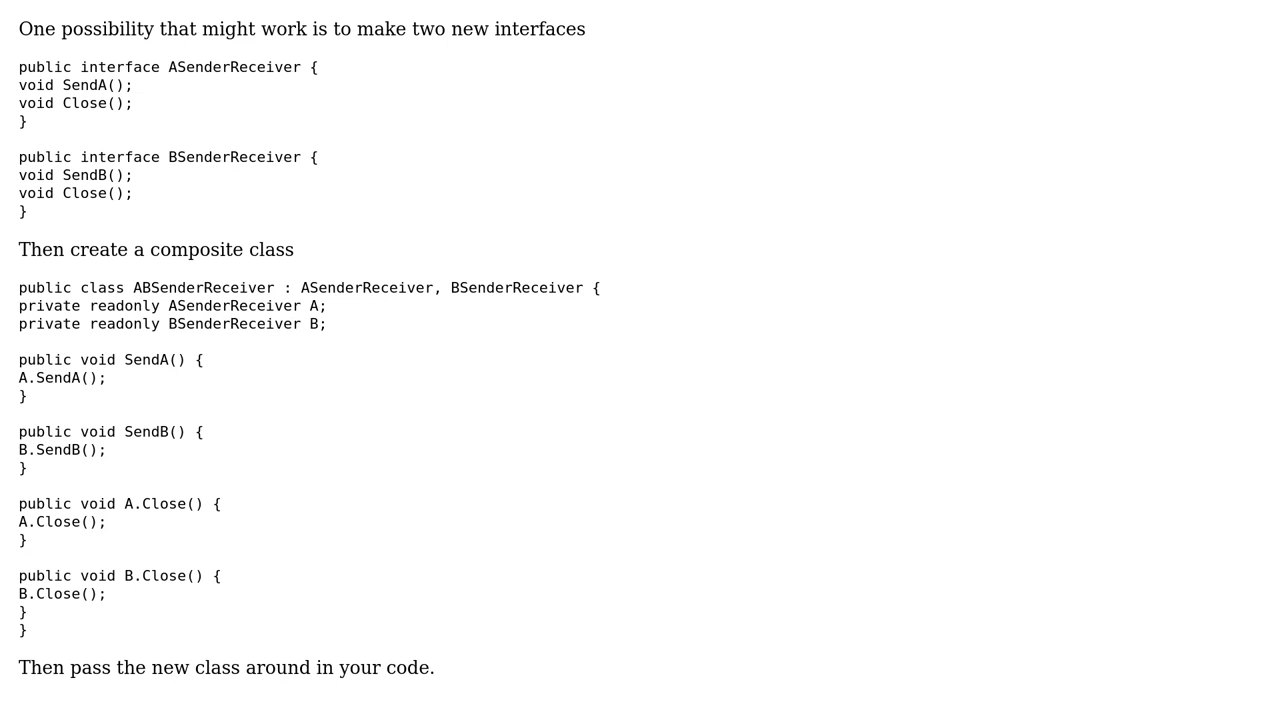 One possibility that might work is to make two new interfaces
public interface ASenderReceiver {
void SendA();
void Close();
}
public interface BSenderReceiver {
void SendB();
void Close();
}
Then create a composite class
public class ABSenderReceiver : ASenderReceiver, BSenderReceiver {
private readonly ASenderReceiver A;
private readonly BSenderReceiver B;
public void SendA() {
A.SendA();
}
public void SendB() {
B.SendB();
}
public void A.Close() {
A.Close();
}
public void B.Close() {
B.Close();
}
}
Then pass the new class around in your code.